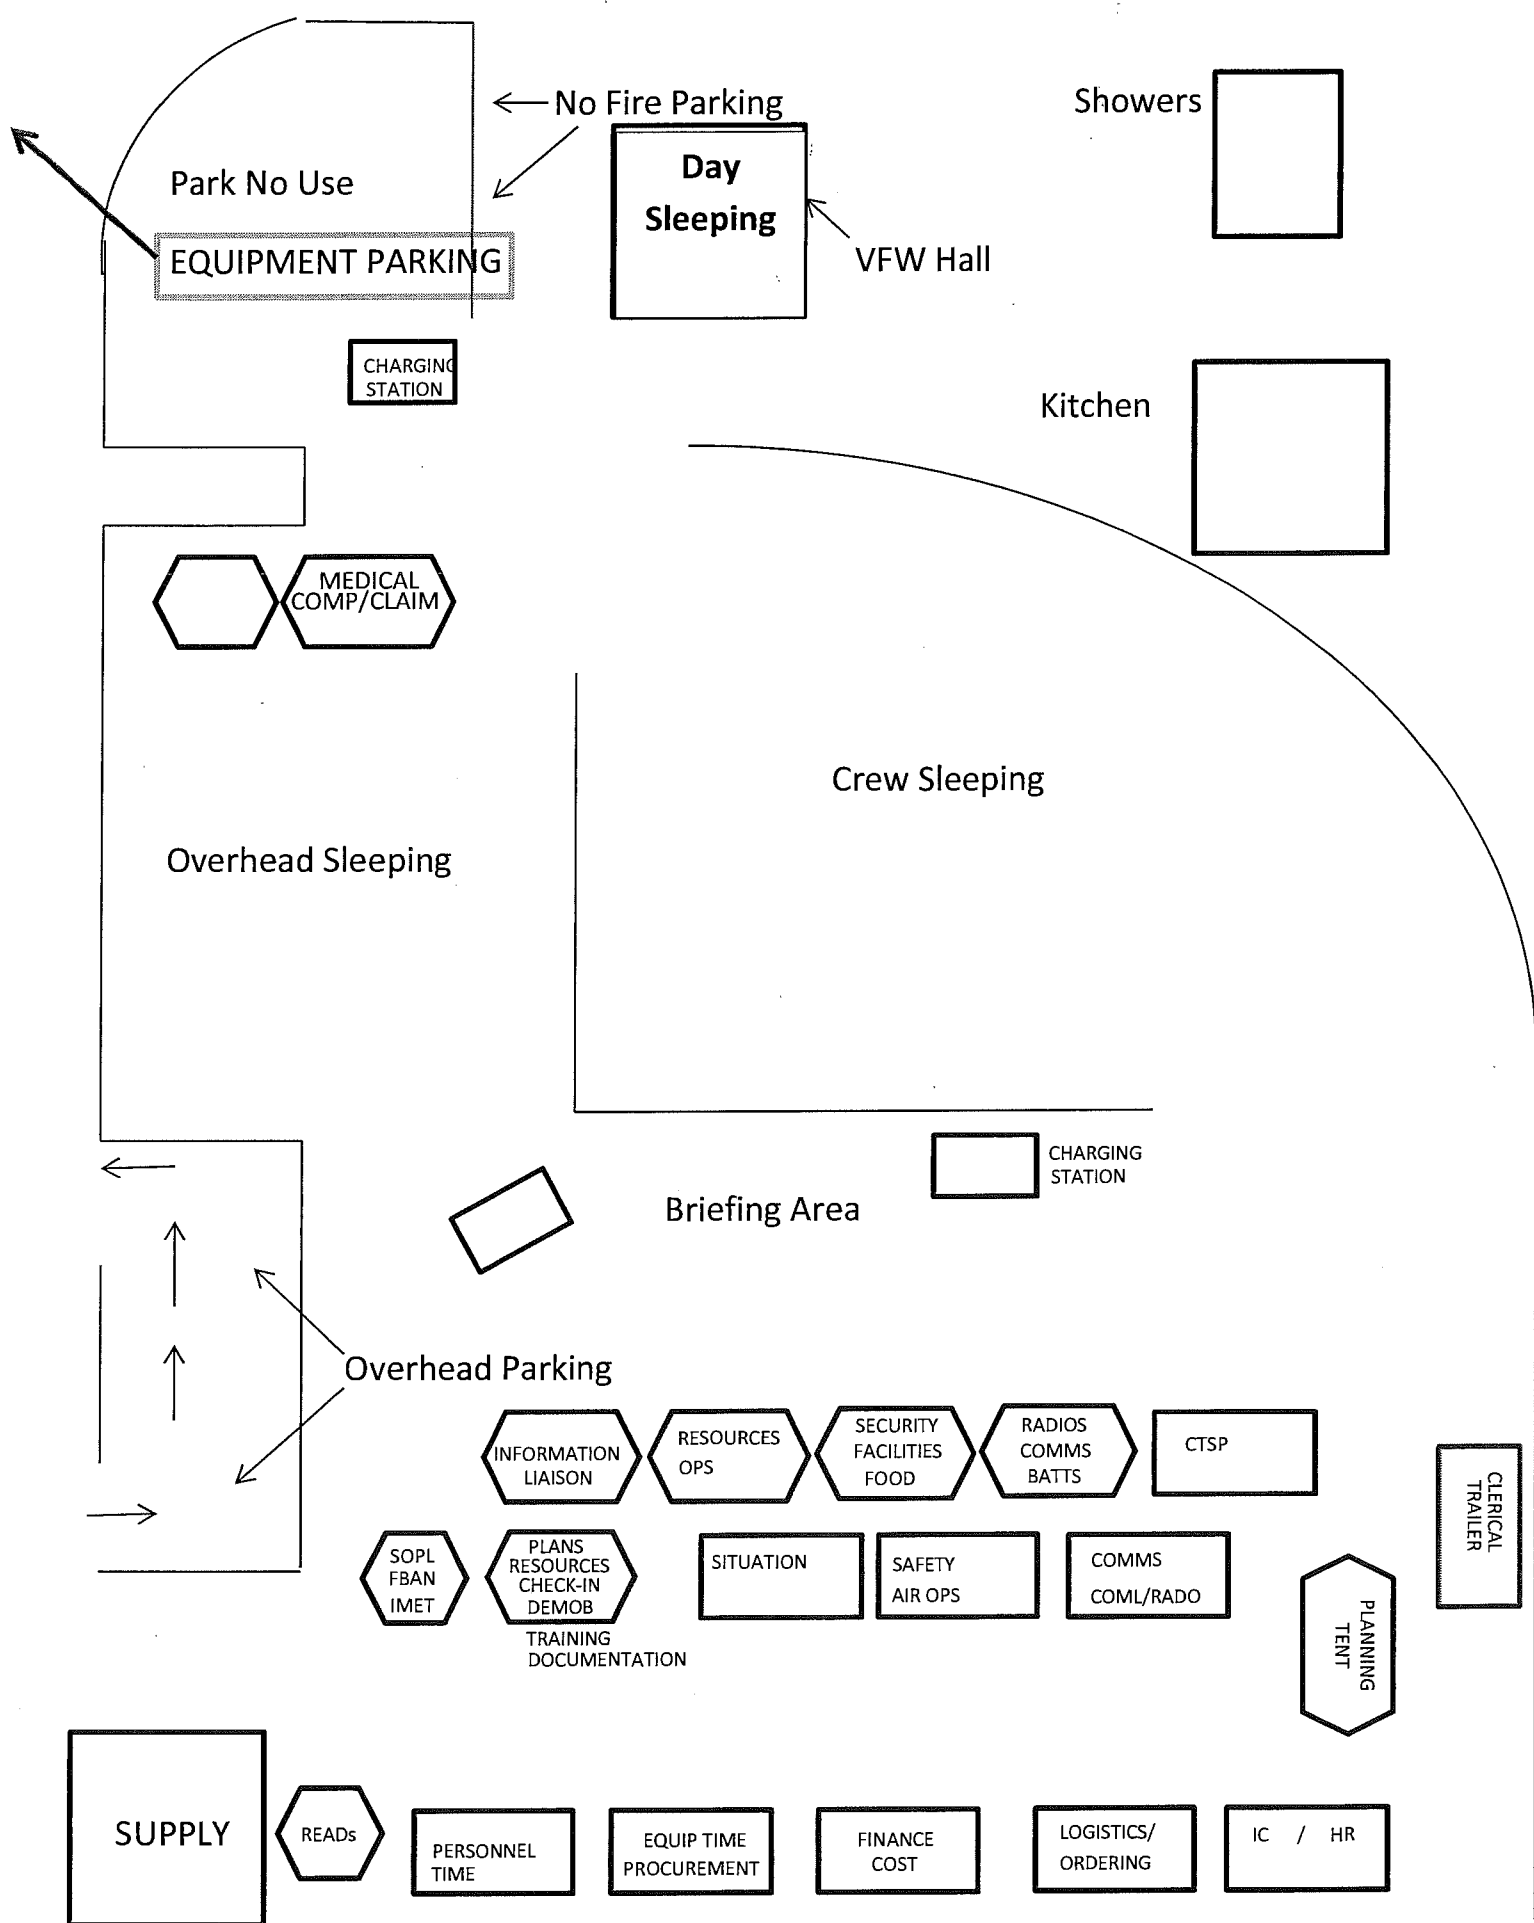 No Fire Parking
Showers
Day
Sleeping
Park No Use
EQUIPMENT PARKING
VFW Hall
CHARGING
STATION
Kitchen
MEDICAL
COMP/CLAIM
Crew Sleeping
Overhead Sleeping
CHARGING
STATION
Briefing Area
Overhead Parking
INFORMATION
LIAISON
RESOURCES
OPS
SECURITY
FACILITIES
FOOD
RADIOS
COMMS
BATTS
CTSP
CLERICAL
TRAILER
SOPL
FBAN
IMET
PLANS
RESOURCES
CHECK-IN
DEMOB
TRAINING
DOCUMENTATION
SITUATION
SAFETY
AIR OPS
COMMS
COML/RADO
PLANNING
TENT
SUPPLY
READs
PERSONNEL
TIME
EQUIP TIME
PROCUREMENT
FINANCE
COST
LOGISTICS/
ORDERING
IC / HR